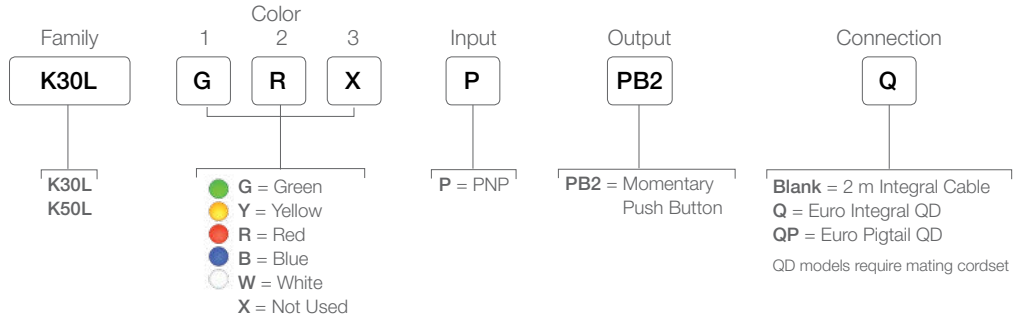 Color
Family 1 2 3 Input Output Connection
K30L G R X P PB2 Q
K30L
K50L
G = Green
Y = Yellow
R = Red
B = Blue
W = White
X = Not Used
P = PNP
PB2 = Momentary
Push Button
Blank = 2 m Integral Cable
Q = Euro Integral QD
QP = Euro Pigtail QD
QD models require mating cordset